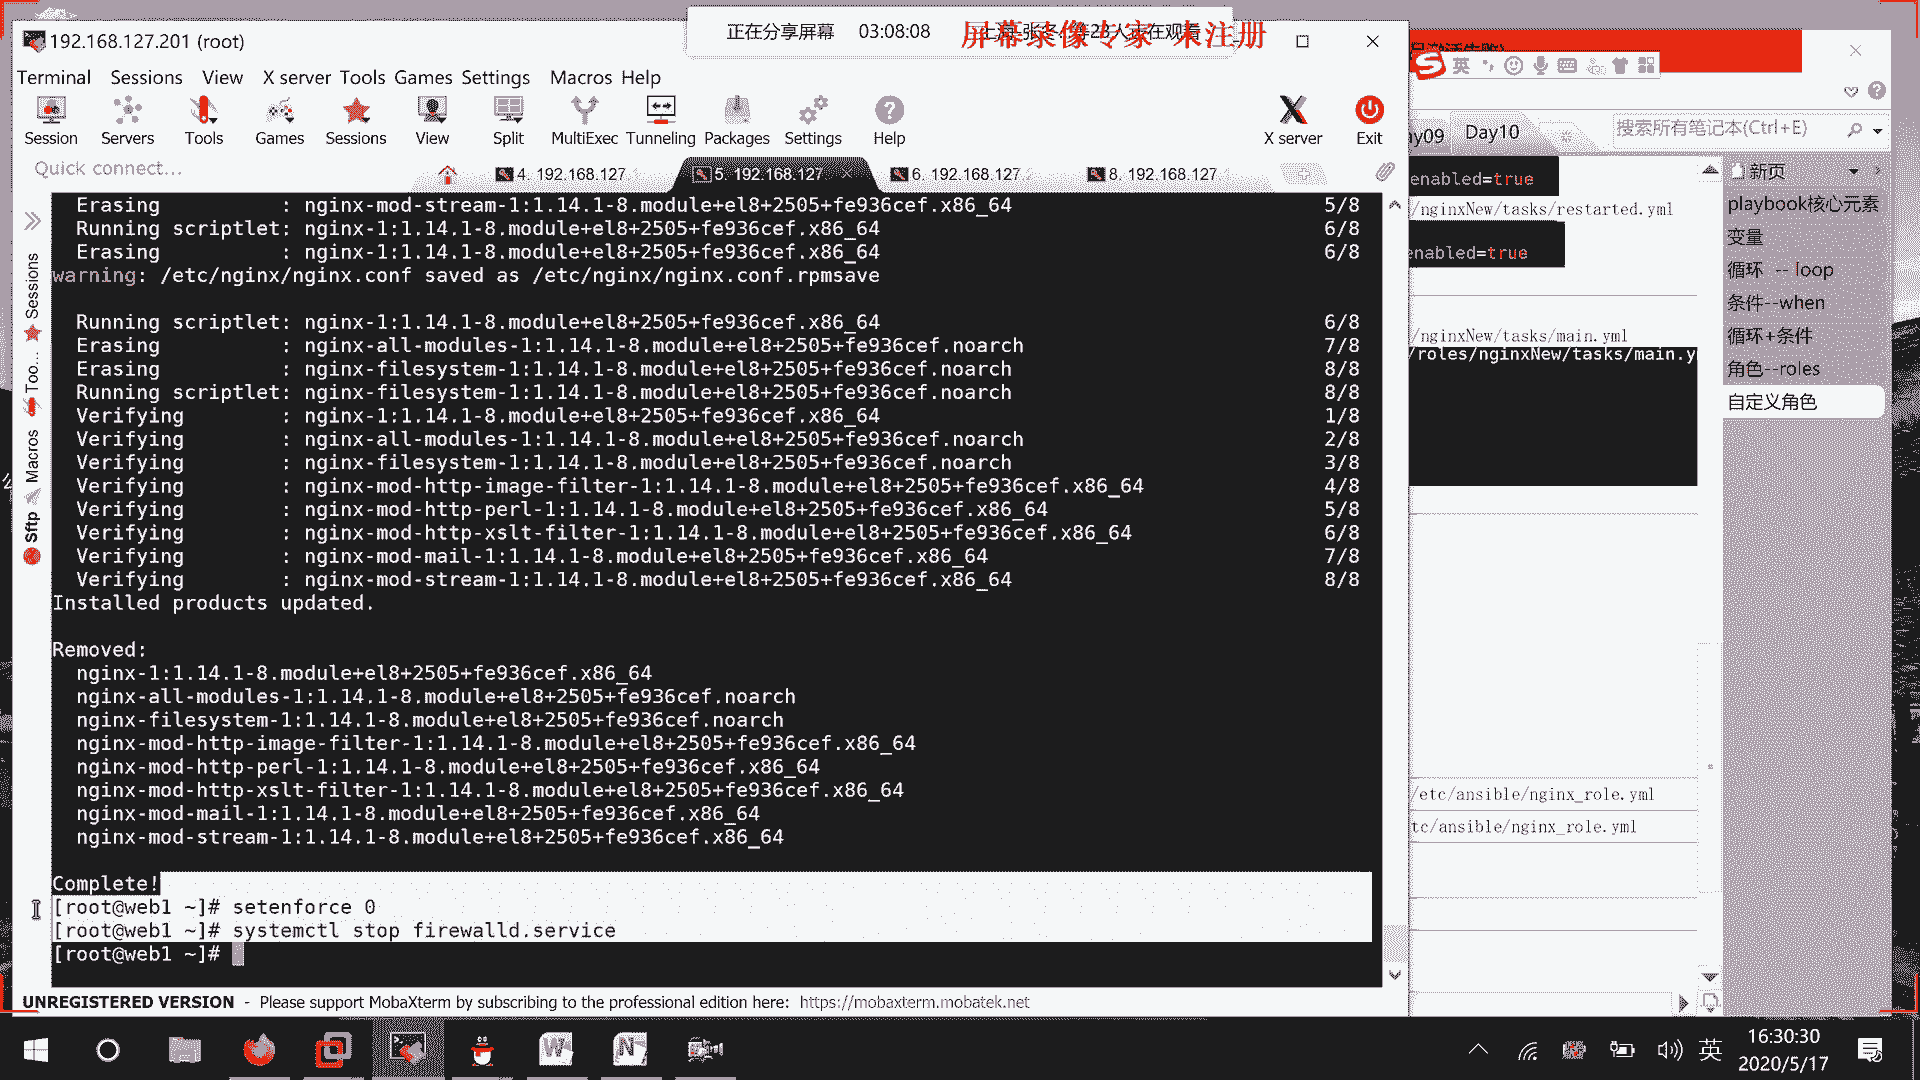 正在分享屏幕 03:08:08
屏幕录像专家 未注册
192.168.127.201 (root)
Terminal Sessions View X server Tools Games Settings Macros Help
Session Servers Tools Games Sessions View Split MultiExec Tunneling Packages Settings Help X server Exit
Quick connect...
4. 192.168.127. 5. 192.168.127 6. 192.168.127.2 8. 192.168.127.
Sessions
Too...
Macros
Sftp
Erasing : nginx-mod-stream-1:1.14.1-8.module+el8+2505+fe936cef.x86_64 5/8
Running scriptlet: nginx-1:1.14.1-8.module+el8+2505+fe936cef.x86_64 6/8
Erasing : nginx-1:1.14.1-8.module+el8+2505+fe936cef.x86_64 6/8
warning: /etc/nginx/nginx.conf saved as /etc/nginx/nginx.conf.rpmsave
Running scriptlet: nginx-1:1.14.1-8.module+el8+2505+fe936cef.x86_64 6/8
Erasing : nginx-all-modules-1:1.14.1-8.module+el8+2505+fe936cef.noarch 7/8
Erasing : nginx-filesystem-1:1.14.1-8.module+el8+2505+fe936cef.noarch 8/8
Running scriptlet: nginx-filesystem-1:1.14.1-8.module+el8+2505+fe936cef.noarch 8/8
Verifying : nginx-1:1.14.1-8.module+el8+2505+fe936cef.x86_64 1/8
Verifying : nginx-all-modules-1:1.14.1-8.module+el8+2505+fe936cef.noarch 2/8
Verifying : nginx-filesystem-1:1.14.1-8.module+el8+2505+fe936cef.noarch 3/8
Verifying : nginx-mod-http-image-filter-1:1.14.1-8.module+el8+2505+fe936cef.x86_64 4/8
Verifying : nginx-mod-http-perl-1:1.14.1-8.module+el8+2505+fe936cef.x86_64 5/8
Verifying : nginx-mod-http-xslt-filter-1:1.14.1-8.module+el8+2505+fe936cef.x86_64 6/8
Verifying : nginx-mod-mail-1:1.14.1-8.module+el8+2505+fe936cef.x86_64 7/8
Verifying : nginx-mod-stream-1:1.14.1-8.module+el8+2505+fe936cef.x86_64 8/8
Installed products updated.
Removed:
nginx-1:1.14.1-8.module+el8+2505+fe936cef.x86_64
nginx-all-modules-1:1.14.1-8.module+el8+2505+fe936cef.noarch
nginx-filesystem-1:1.14.1-8.module+el8+2505+fe936cef.noarch
nginx-mod-http-image-filter-1:1.14.1-8.module+el8+2505+fe936cef.x86_64
nginx-mod-http-perl-1:1.14.1-8.module+el8+2505+fe936cef.x86_64
nginx-mod-http-xslt-filter-1:1.14.1-8.module+el8+2505+fe936cef.x86_64
nginx-mod-mail-1:1.14.1-8.module+el8+2505+fe936cef.x86_64
nginx-mod-stream-1:1.14.1-8.module+el8+2505+fe936cef.x86_64
Complete!
[root@web1 ~]# setenforce 0
[root@web1 ~]# systemctl stop firewalld.service
[root@web1 ~]#
UNREGISTERED VERSION - Please support MobaXterm by subscribing to the professional edition here: https://mobaxterm.mobatek.net
英
ay09 Day10 搜索所有笔记本(Ctrl+E)
enabled=true
/nginxNew/tasks/restarted.yml
enabled=true
/nginxNew/tasks/main.yml
/roles/nginxNew/tasks/main.y
/etc/ansible/nginx_role.yml
tc/ansible/nginx_role.yml
新页
playbook核心元素
变量
循环 -- loop
条件--when
循环+条件
角色--roles
自定义角色
英
16:30:30
2020/5/17